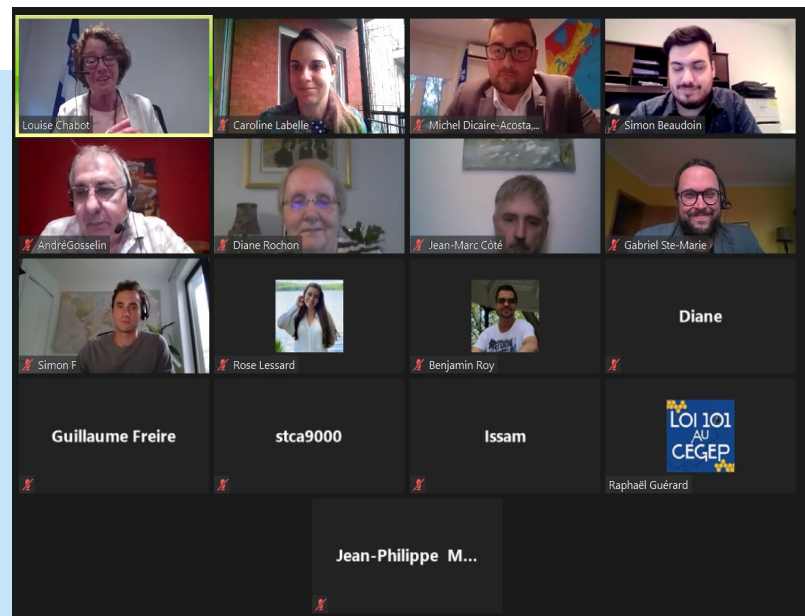 Louise Chabot
Caroline Labelle
Michel Dicaire-Acosta,...
Simon Beaudoin
AndréGosselin
Diane Rochon
Jean-Marc Côté
Gabriel Ste-Marie
Simon F
Rose Lessard
Benjamin Roy
Diane
Guillaume Freire
stca9000
Issam
LOI 101
AU
CÉGEP
Raphaël Guérard
Jean-Philippe M...